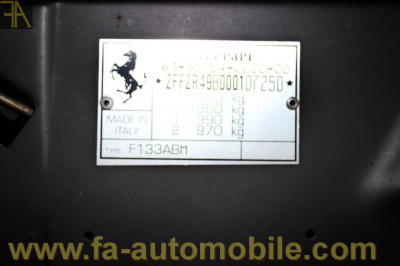 Ferrari
*ZFFZR49B000107250*
kg
1850 kg
1 990 kg
2 970 kg
MADE IN
ITALY
TYPE F133ABM
www.fa-automobile.com